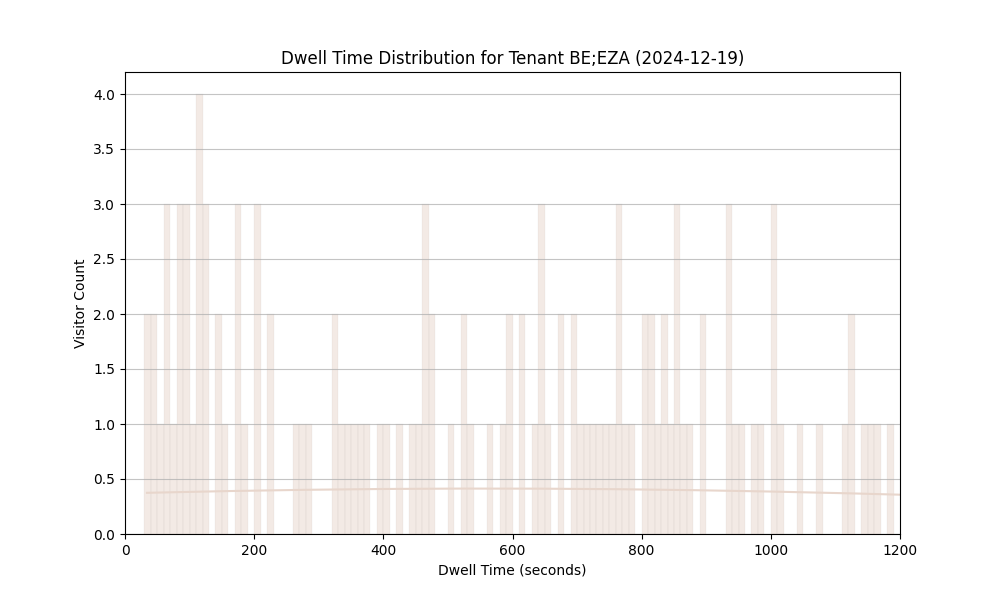 Dwell Time Distribution for Tenant BE;EZA (2024-12-19)
4.0
3.5
3.0
2.5
2.0
1.5
1.0
0.5
0.0
Visitor Count
0 200 400 600 800 1000 1200
Dwell Time (seconds)